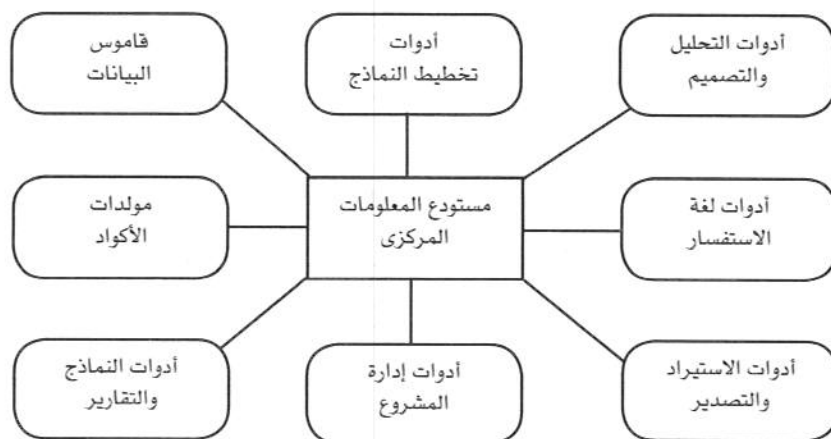 أدوات التحليل
والتصميم
أدوات
تخطيط النماذج
قاموس
البيانات
أدوات لغة
الاستفسار
مستودع المعلومات
المركزى
مولدات
الأكواد
أدوات الاستيراد
والتصدير
أدوات إدارة
المشروع
أدوات النماذج
والتقارير